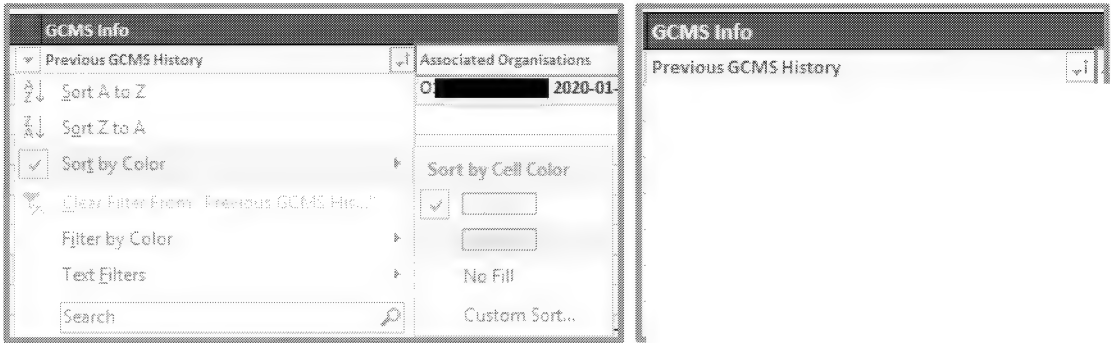 GCMS Info
Previous GCMS History
Associated Organisations
O: 2020-01-
Sort A to Z
Sort Z to A
Sort by Color
Clear Filter From "Previous GCMS His..."
Filter by Color
Text Filters
Search
Sort by Cell Color
No Fill
Custom Sort...
GCMS Info
Previous GCMS History